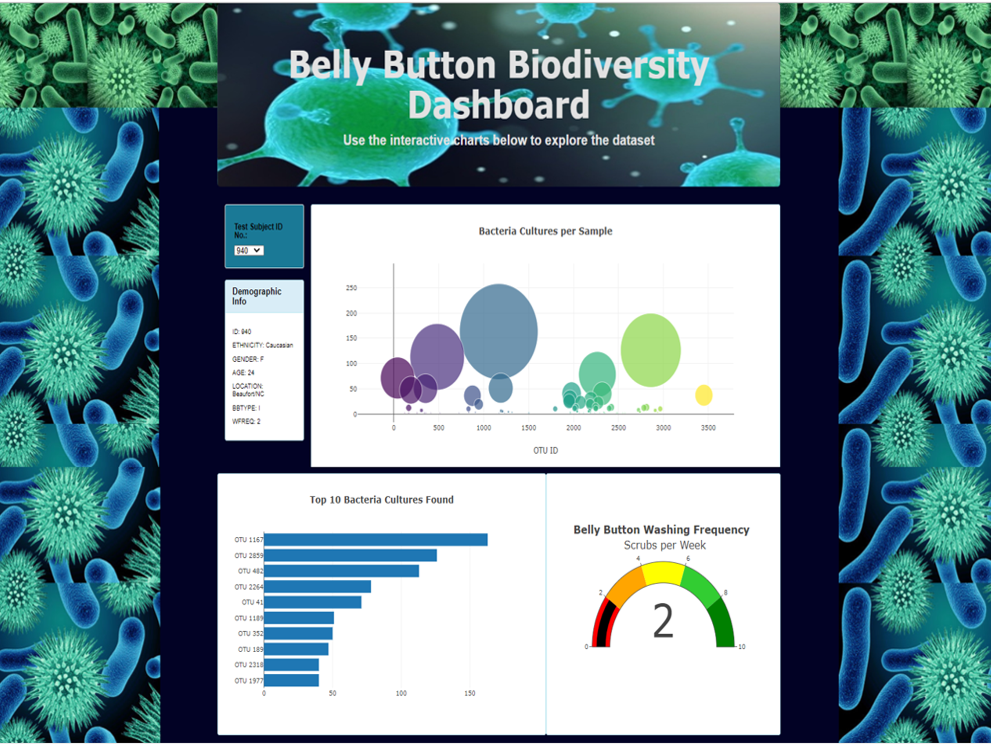 Belly Button Biodiversity
Dashboard
Use the interactive charts below to explore the dataset
Test Subject ID
No.:
940
Demographic
Info
ID: 940
ETHNICITY: Caucasian
GENDER: F
AGE: 24
LOCATION:
Beaufort/NC
BBTYPE: I
WFREQ: 2
Bacteria Cultures per Sample
250
200
150
100
50
0
0 500 1000 1500 2000 2500 3000 3500
OTU ID
Top 10 Bacteria Cultures Found
OTU 1167
OTU 2859
OTU 482
OTU 2264
OTU 41
OTU 1189
OTU 352
OTU 189
OTU 2318
OTU 1977
0 50 100 150
Belly Button Washing Frequency
Scrubs per Week
4 6
2 8
2
0 10